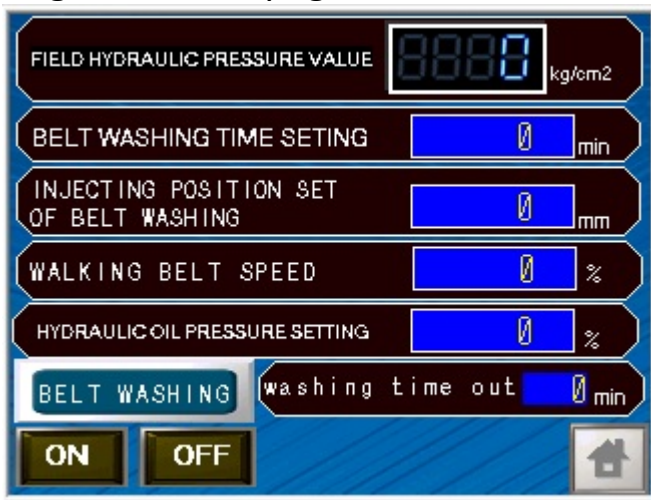 FIELD HYDRAULIC PRESSURE VALUE 0 kg/cm2
BELT WASHING TIME SETING 0 min
INJECTING POSITION SET
OF BELT WASHING 0 mm
WALKING BELT SPEED 0 %
HYDRAULIC OIL PRESSURE SETTING 0 %
BELT WASHING washing time out 0 min
ON OFF